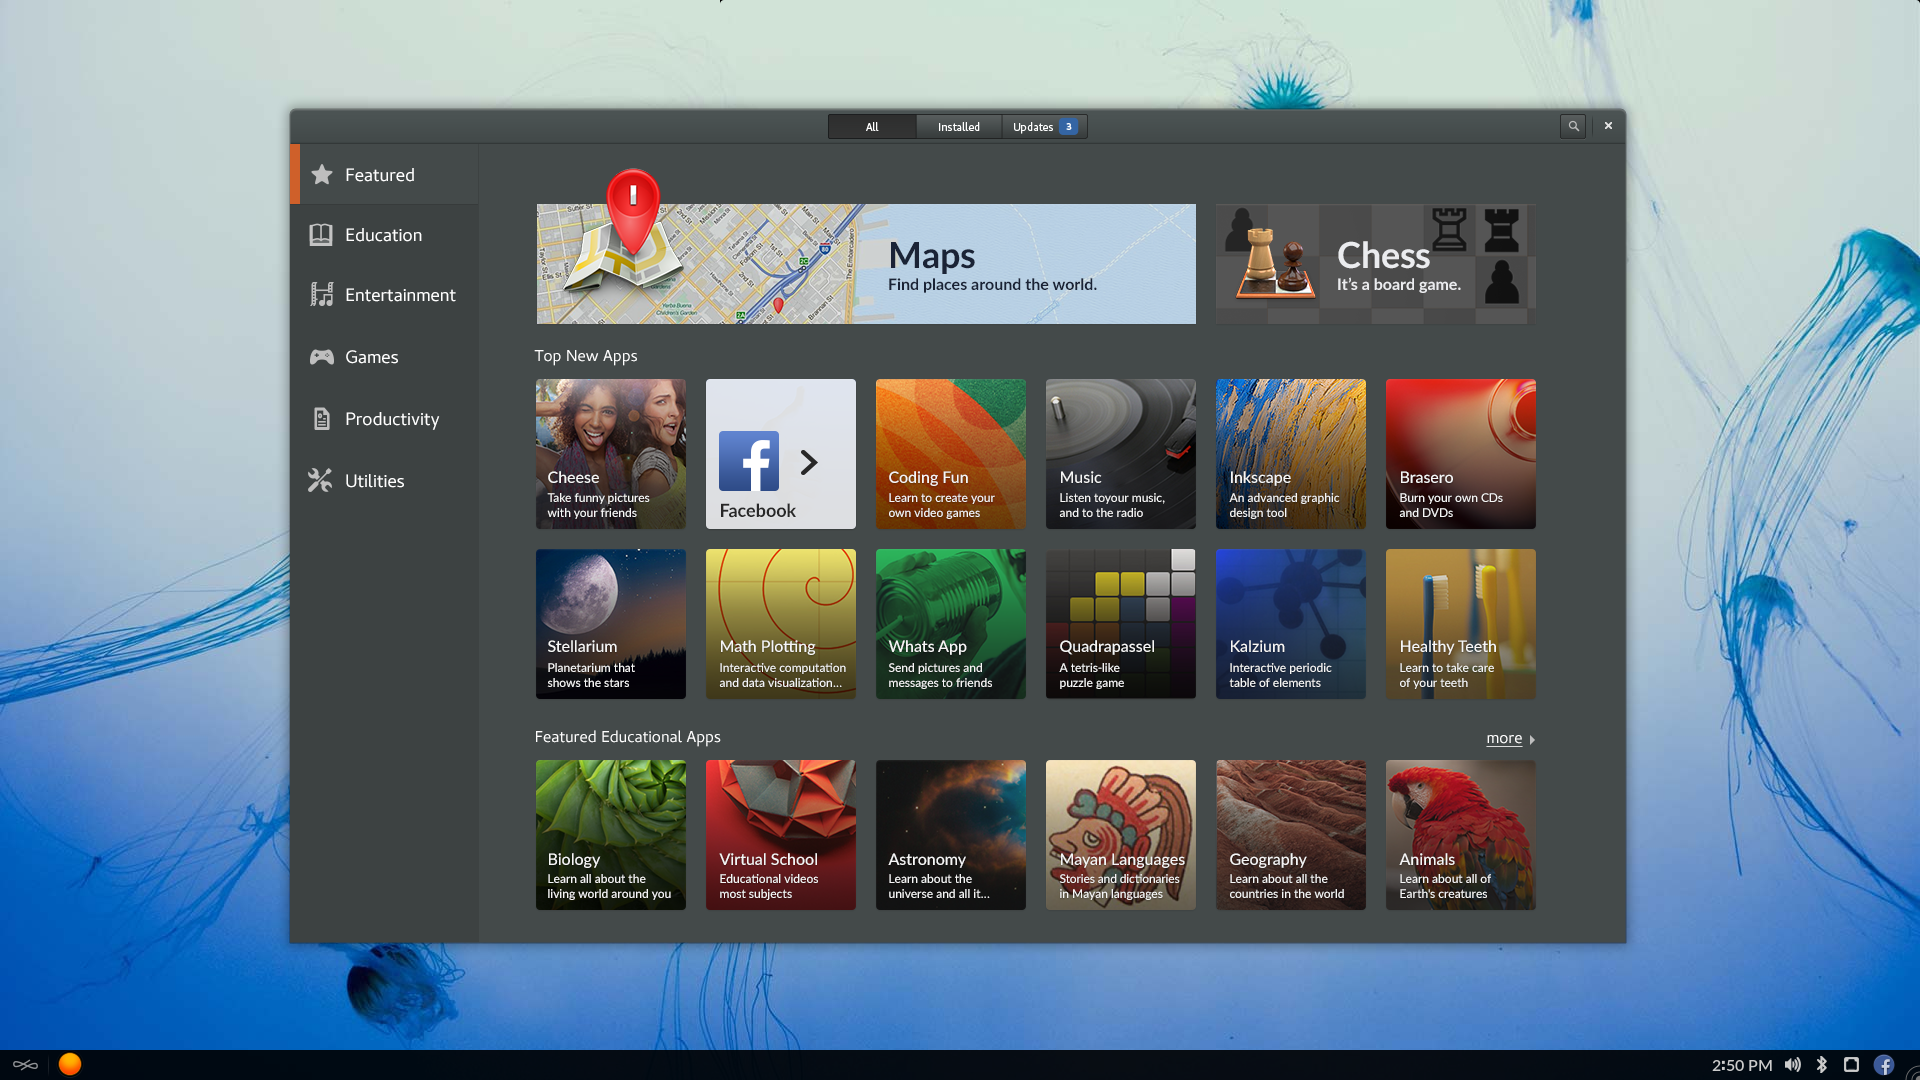 All
Installed
Updates 3
Featured
Education
Entertainment
Games
Productivity
Utilities
Maps
Find places around the world.
Chess
It's a board game.
Top New Apps
Cheese
Take funny pictures
with your friends
Facebook
Coding Fun
Learn to create your
own video games
Music
Listen toyour music,
and to the radio
Inkscape
An advanced graphic
design tool
Brasero
Burn your own CDs
and DVDs
Stellarium
Planetarium that
shows the stars
Math Plotting
Interactive computation
and data visualization...
Whats App
Send pictures and
messages to friends
Quadrapassel
A tetris-like
puzzle game
Kalzium
Interactive periodic
table of elements
Healthy Teeth
Learn to take care
of your teeth
Featured Educational Apps
more
Biology
Learn all about the
living world around you
Virtual School
Educational videos
most subjects
Astronomy
Learn about the
universe and all it...
Mayan Languages
Stories and dictionaries
in Mayan languages
Geography
Learn about all the
countries in the world
Animals
Learn about all of
Earth's creatures
2:50 PM